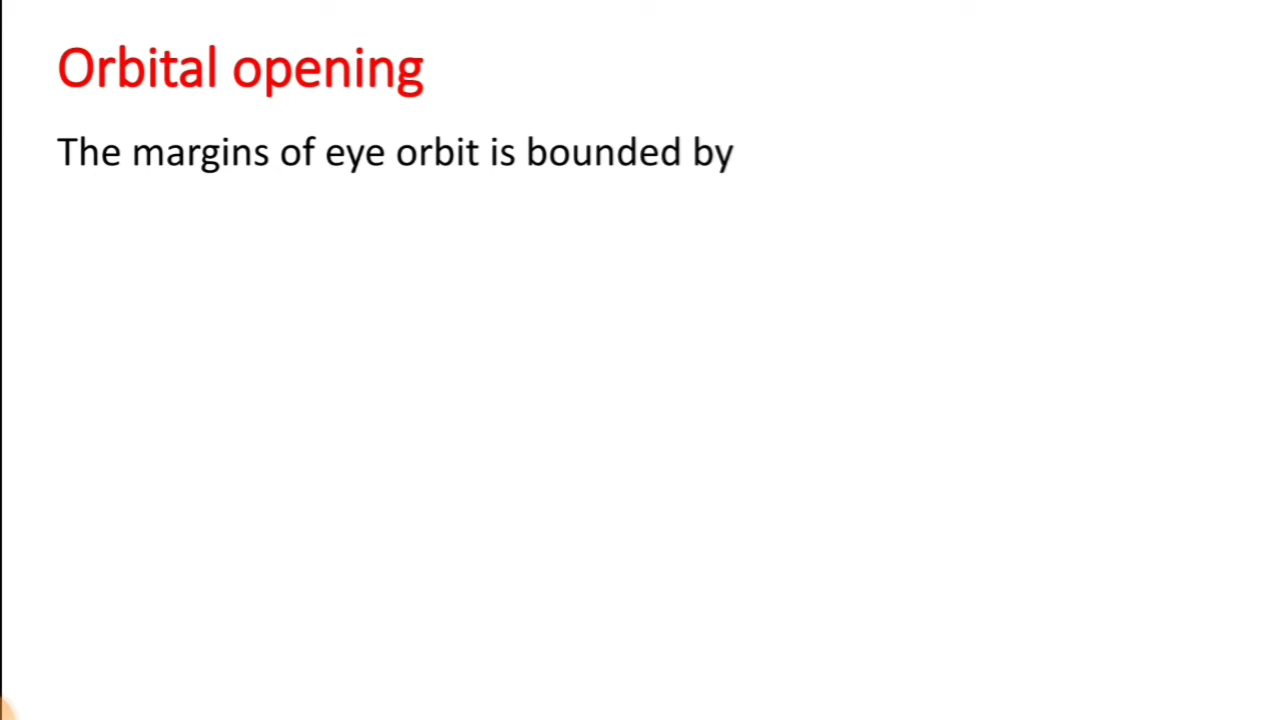 Orbital opening
The margins of eye orbit is bounded by